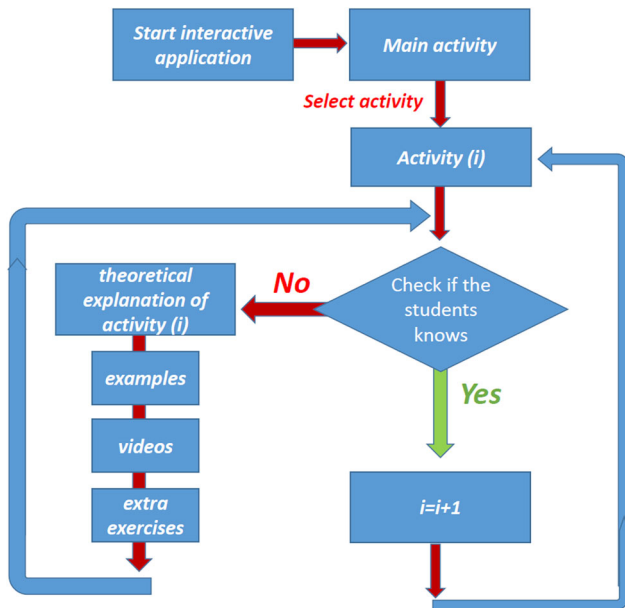 Start interactive
application
Main activity
Select activity
Activity (i)
theoretical
explanation of
activity (i)
No
Check if the
students
knows
examples
Yes
videos
extra
exercises
i=i+1